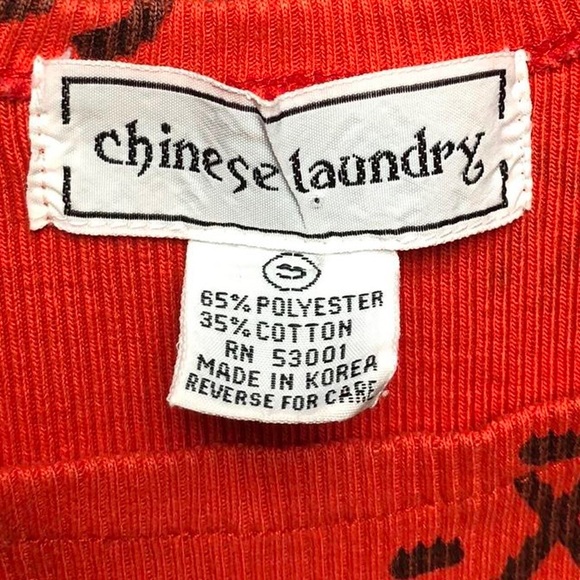 chinese laundry
S
65% POLYESTER
35% COTTON
RN 53001
MADE IN KOREA
REVERSE FOR CARE